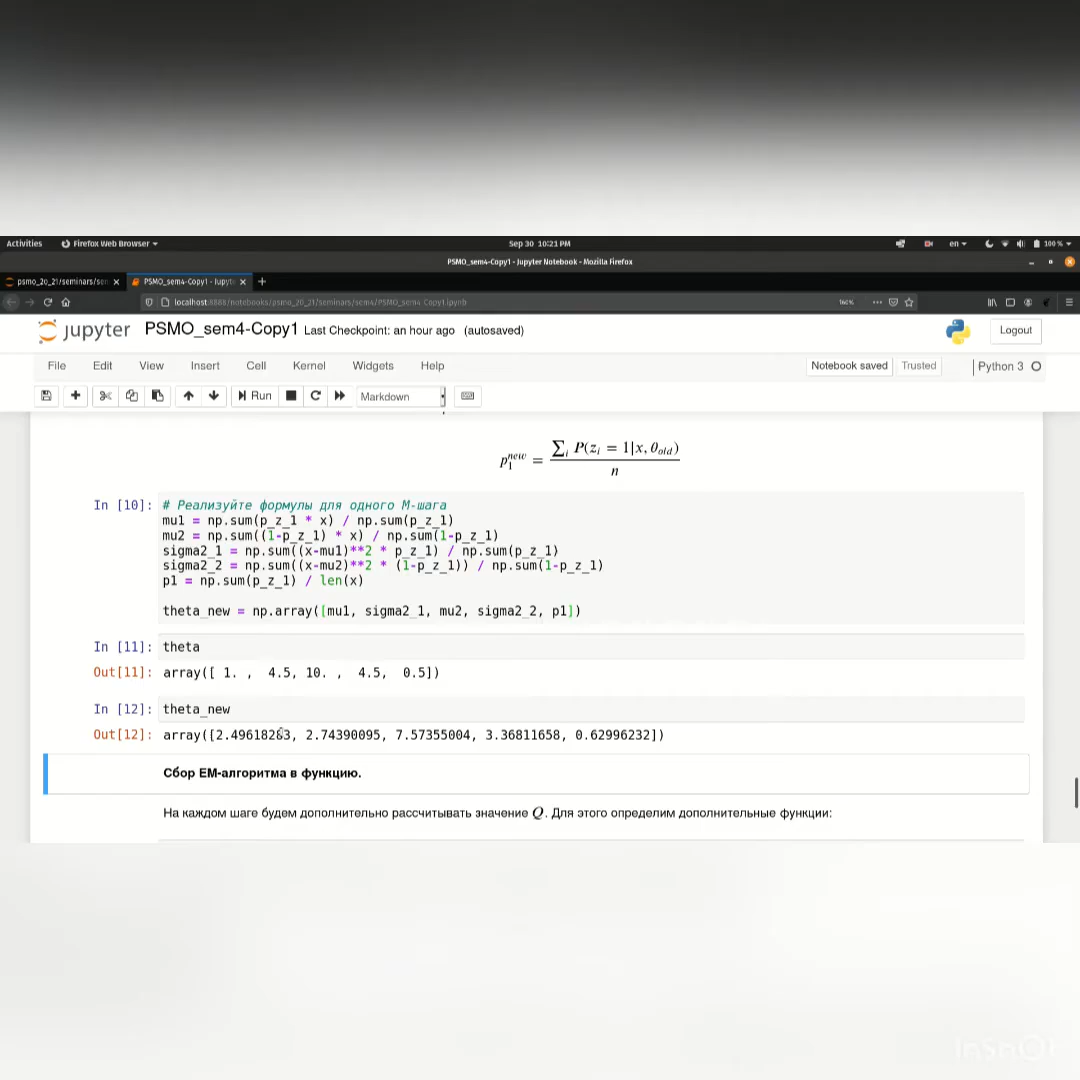 Activities
Firefox Web Browser
Sep 30 10:21 PM
en
100 %
PSMO_sem4-Copy1 - Jupyter Notebook - Mozilla Firefox
psmo_20_21/seminars/sem
PSMO_sem4-Copy1 - Jupyte
localhost:8888/notebooks/psmo_20_21/seminars/sem4/PSMO_sem4-Copy1.ipynb
jupyter PSMO_sem4-Copy1 Last Checkpoint: an hour ago (autosaved)
Logout
File Edit View Insert Cell Kernel Widgets Help
Notebook saved Trusted Python 3
Run Markdown
p₁ⁿᵉʷ = ∑ᵢ P(zᵢ = 1|x, θₒₗd) / n
In [10]: # Реализуйте формулы для одного M-шага
mu1 = np.sum(p_z_1 * x) / np.sum(p_z_1)
mu2 = np.sum((1-p_z_1) * x) / np.sum(1-p_z_1)
sigma2_1 = np.sum((x-mu1)**2 * p_z_1) / np.sum(p_z_1)
sigma2_2 = np.sum((x-mu2)**2 * (1-p_z_1)) / np.sum(1-p_z_1)
p1 = np.sum(p_z_1) / len(x)
theta_new = np.array([mu1, sigma2_1, mu2, sigma2_2, p1])
In [11]: theta
Out[11]: array([ 1. , 4.5, 10. , 4.5, 0.5])
In [12]: theta_new
Out[12]: array([2.49618263, 2.74390095, 7.57355004, 3.36811658, 0.62996232])
Сбор EM-алгоритма в функцию.
На каждом шаге будем дополнительно рассчитывать значение Q. Для этого определим дополнительные функции:
InShOt